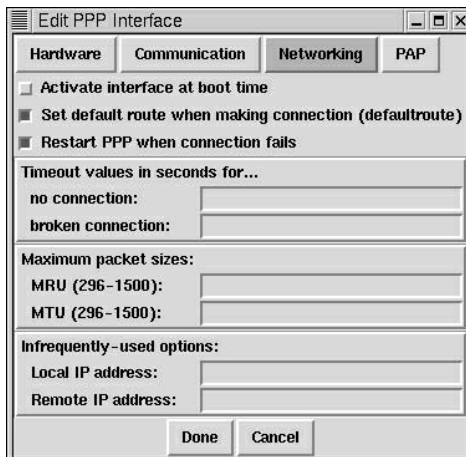 Edit PPP Interface
Hardware Communication Networking PAP
Activate interface at boot time
Set default route when making connection (defaultroute)
Restart PPP when connection fails
Timeout values in seconds for...
no connection:
broken connection:
Maximum packet sizes:
MRU (296-1500):
MTU (296-1500):
Infrequently-used options:
Local IP address:
Remote IP address:
Done Cancel